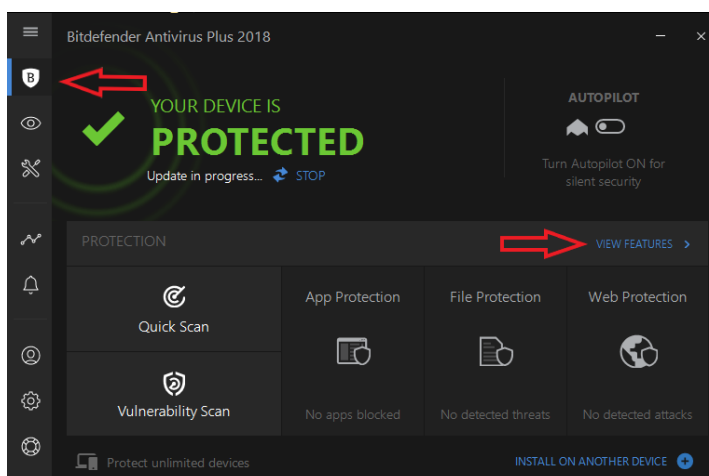 Bitdefender Antivirus Plus 2018
B
YOUR DEVICE IS
PROTECTED
Update in progress... STOP
AUTOPILOT
Turn Autopilot ON for
silent security
PROTECTION
VIEW FEATURES
Quick Scan
Vulnerability Scan
App Protection
No apps blocked
File Protection
No detected threats
Web Protection
No detected attacks
Protect unlimited devices
INSTALL ON ANOTHER DEVICE